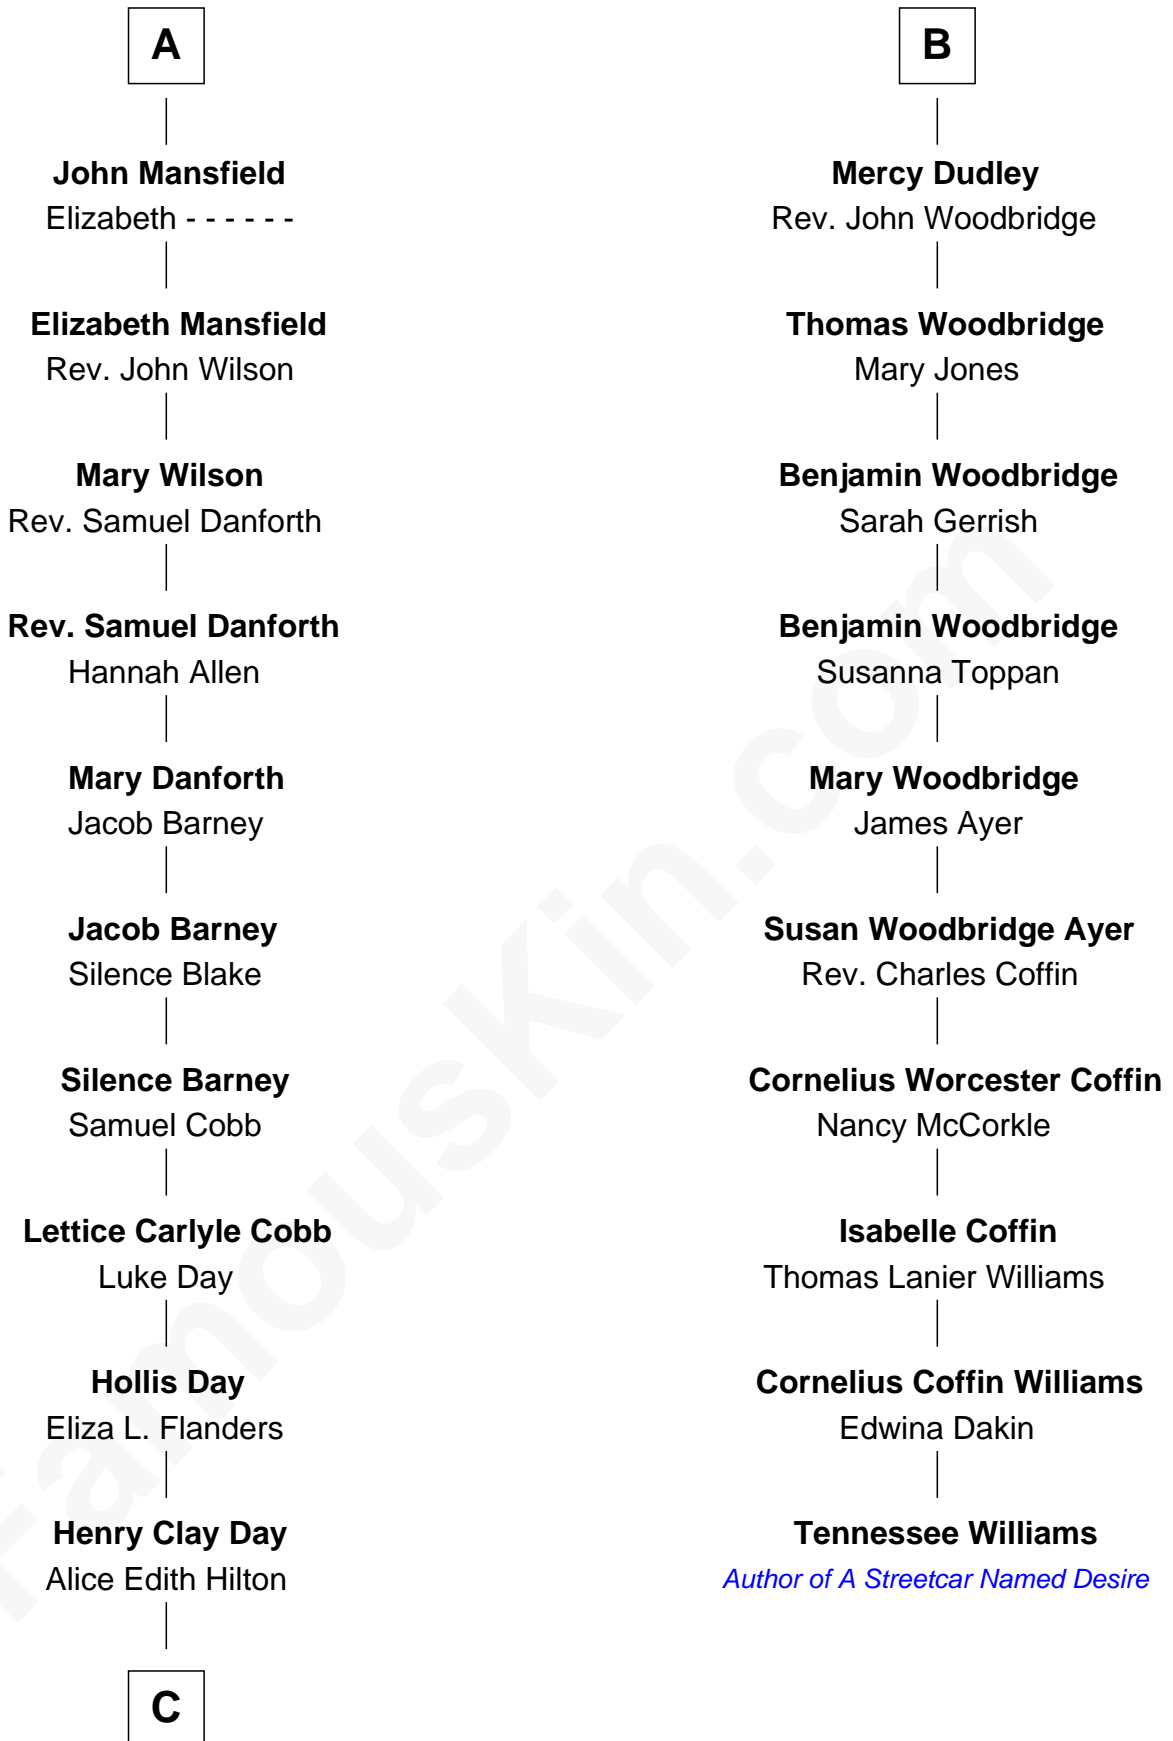 A
John Mansfield
Elizabeth - - - - - -
Elizabeth Mansfield
Rev. John Wilson
Mary Wilson
Rev. Samuel Danforth
Rev. Samuel Danforth
Hannah Allen
Mary Danforth
Jacob Barney
Jacob Barney
Silence Blake
Silence Barney
Samuel Cobb
Lettice Carlyle Cobb
Luke Day
Hollis Day
Eliza L. Flanders
Henry Clay Day
Alice Edith Hilton
C
B
Mercy Dudley
Rev. John Woodbridge
Thomas Woodbridge
Mary Jones
Benjamin Woodbridge
Sarah Gerrish
Benjamin Woodbridge
Susanna Toppan
Mary Woodbridge
James Ayer
Susan Woodbridge Ayer
Rev. Charles Coffin
Cornelius Worcester Coffin
Nancy McCorkle
Isabelle Coffin
Thomas Lanier Williams
Cornelius Coffin Williams
Edwina Dakin
Tennessee Williams
Author of A Streetcar Named Desire
FamousKin.com